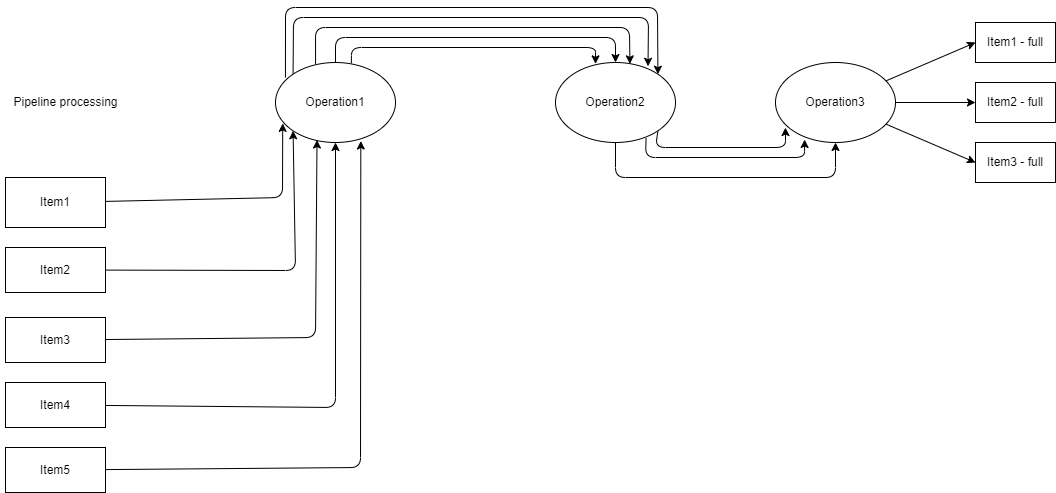 Pipeline processing
Operation1
Operation2
Operation3
Item1 - full
Item2 - full
Item3 - full
Item1
Item2
Item3
Item4
Item5